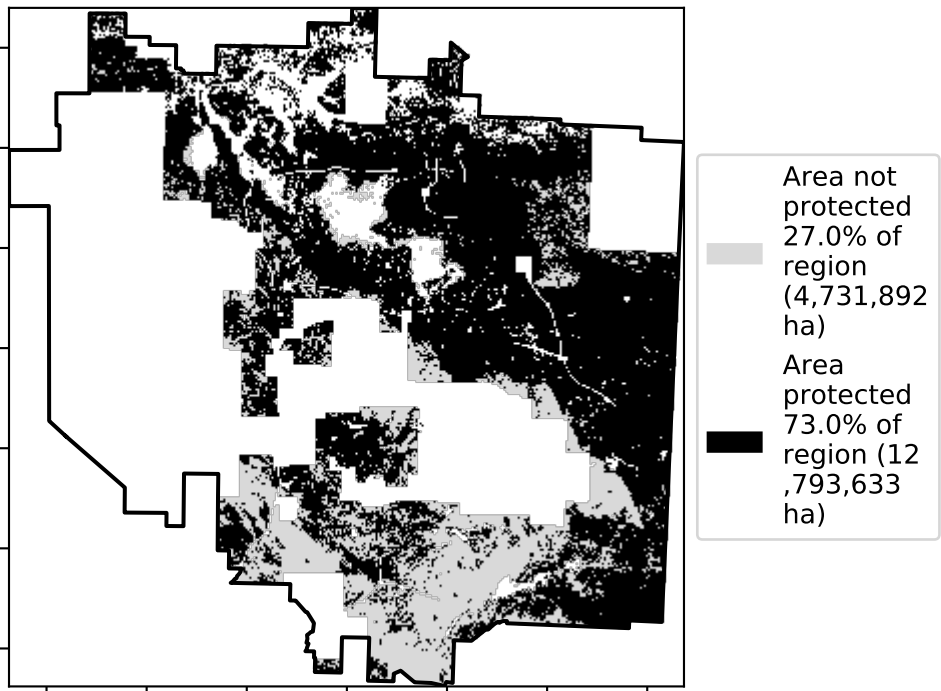 Area not
protected
27.0% of
region
(4,731,892
ha)
Area
protected
73.0% of
region (12
,793,633
ha)